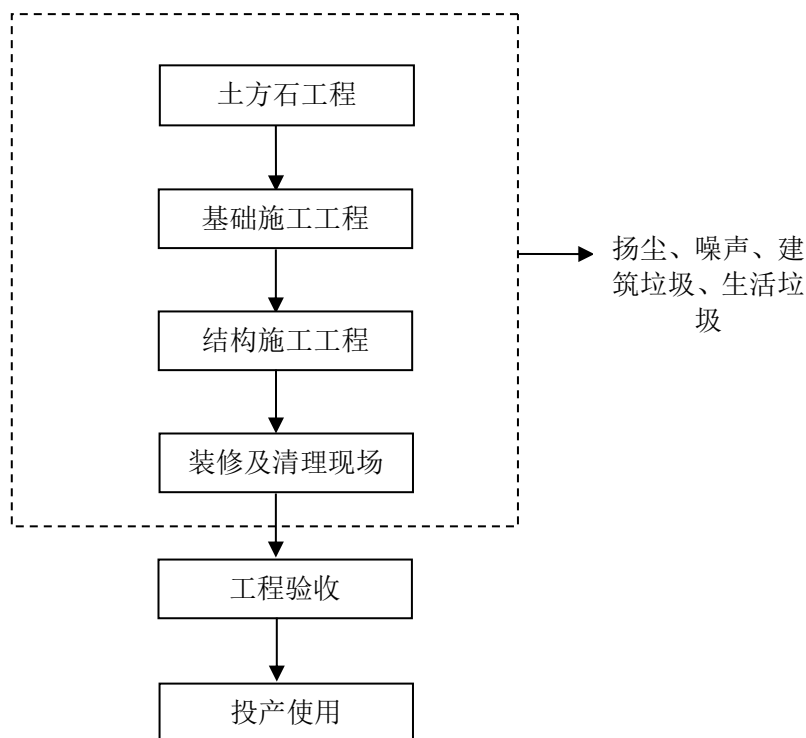 土方石工程
基础施工工程
扬尘、噪声、建
筑垃圾、生活垃
圾
结构施工工程
装修及清理现场
工程验收
投产使用